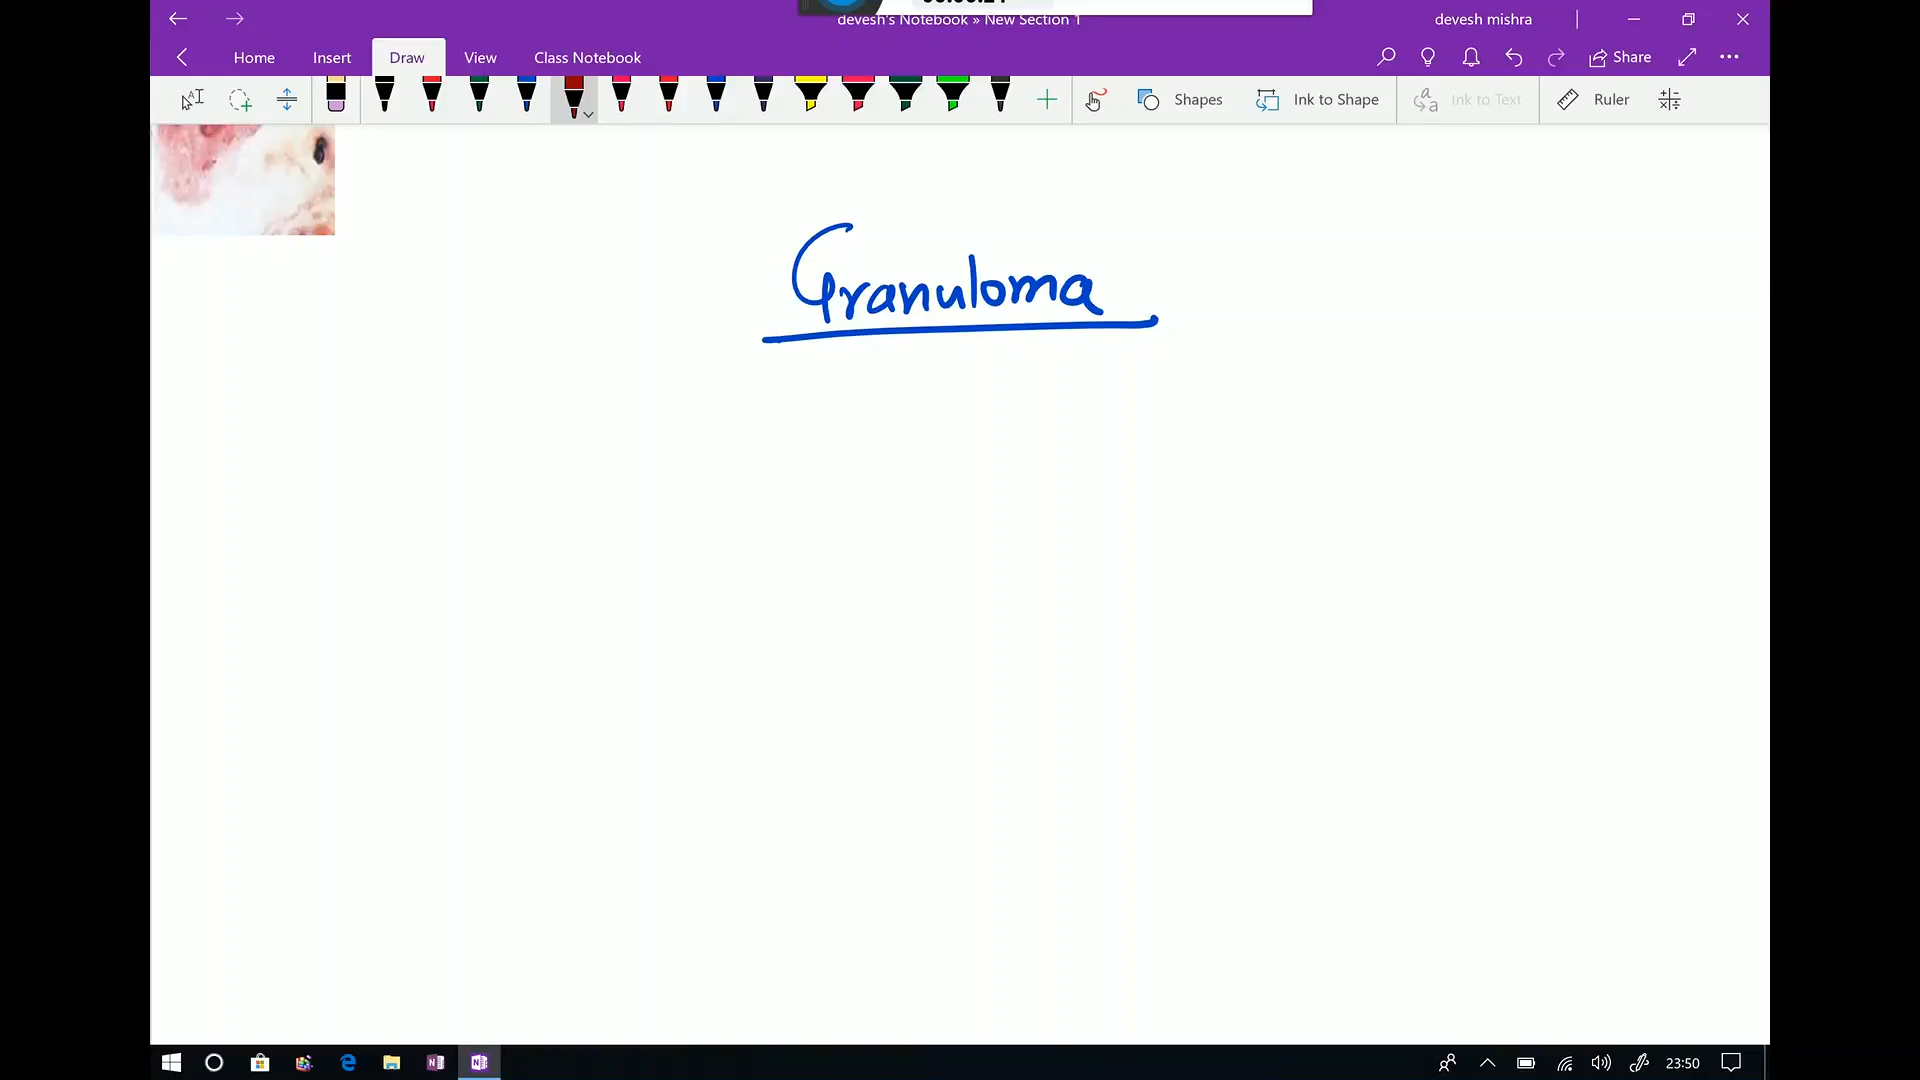 devesh's Notebook » New Section 1
devesh mishra
Home Insert Draw View Class Notebook
Share
Shapes Ink to Shape Ink to Text Ruler
Granuloma
23:50